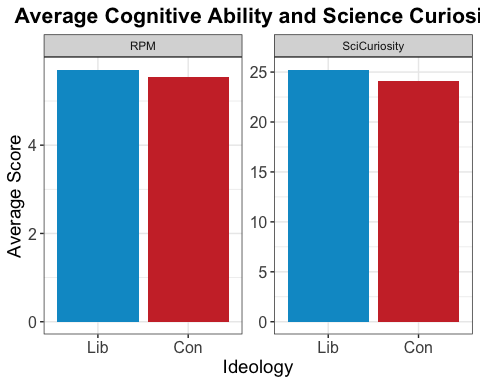 Average Cognitive Ability and Science Curiosi
RPM
SciCuriosity
Average Score
4
2
0
25
20
15
10
5
0
Lib
Con
Lib
Con
Ideology